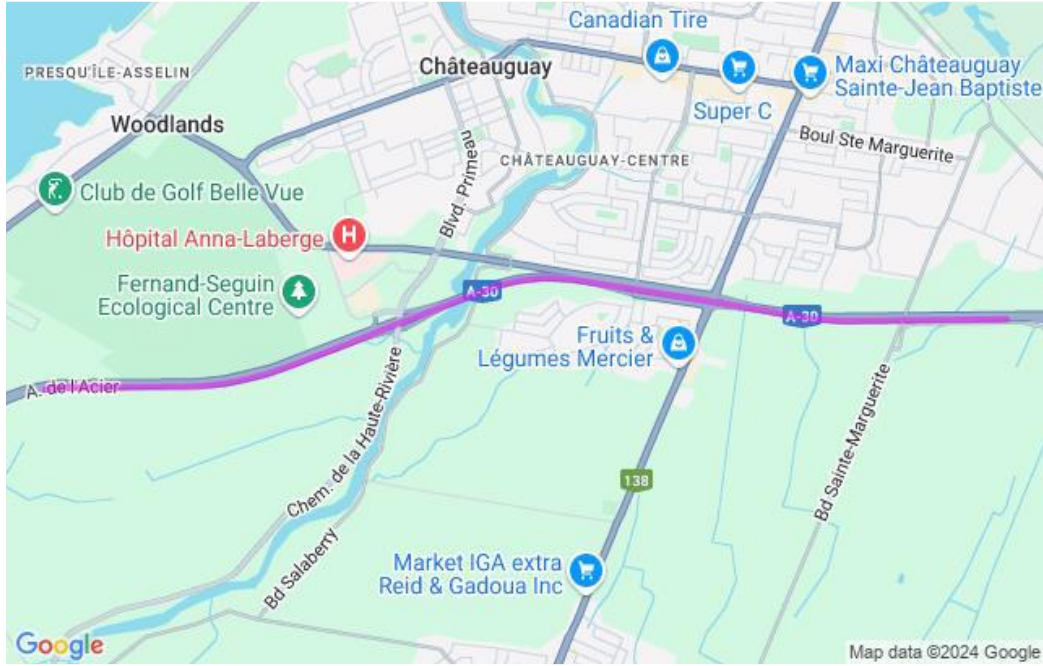 Canadian Tire
Châteauguay
PRESQU'ÎLE-ASSELIN
Maxi Châteauguay
Sainte-Jean Baptiste
Super C
Woodlands
Boul Ste Marguerite
Blvd. Primeau
CHÂTEAUGUAY-CENTRE
Club de Golf Belle Vue
Hôpital Anna-Laberge
H
Fernand-Seguin
Ecological Centre
A-30
A-30
Fruits &
Légumes Mercier
A. de l'Acier
Chem. de la Haute-Rivière
Bd Sainte-Marguerite
138
Bd Salaberry
Market IGA extra
Reid & Gadoua Inc
Google
Map data ©2024 Google